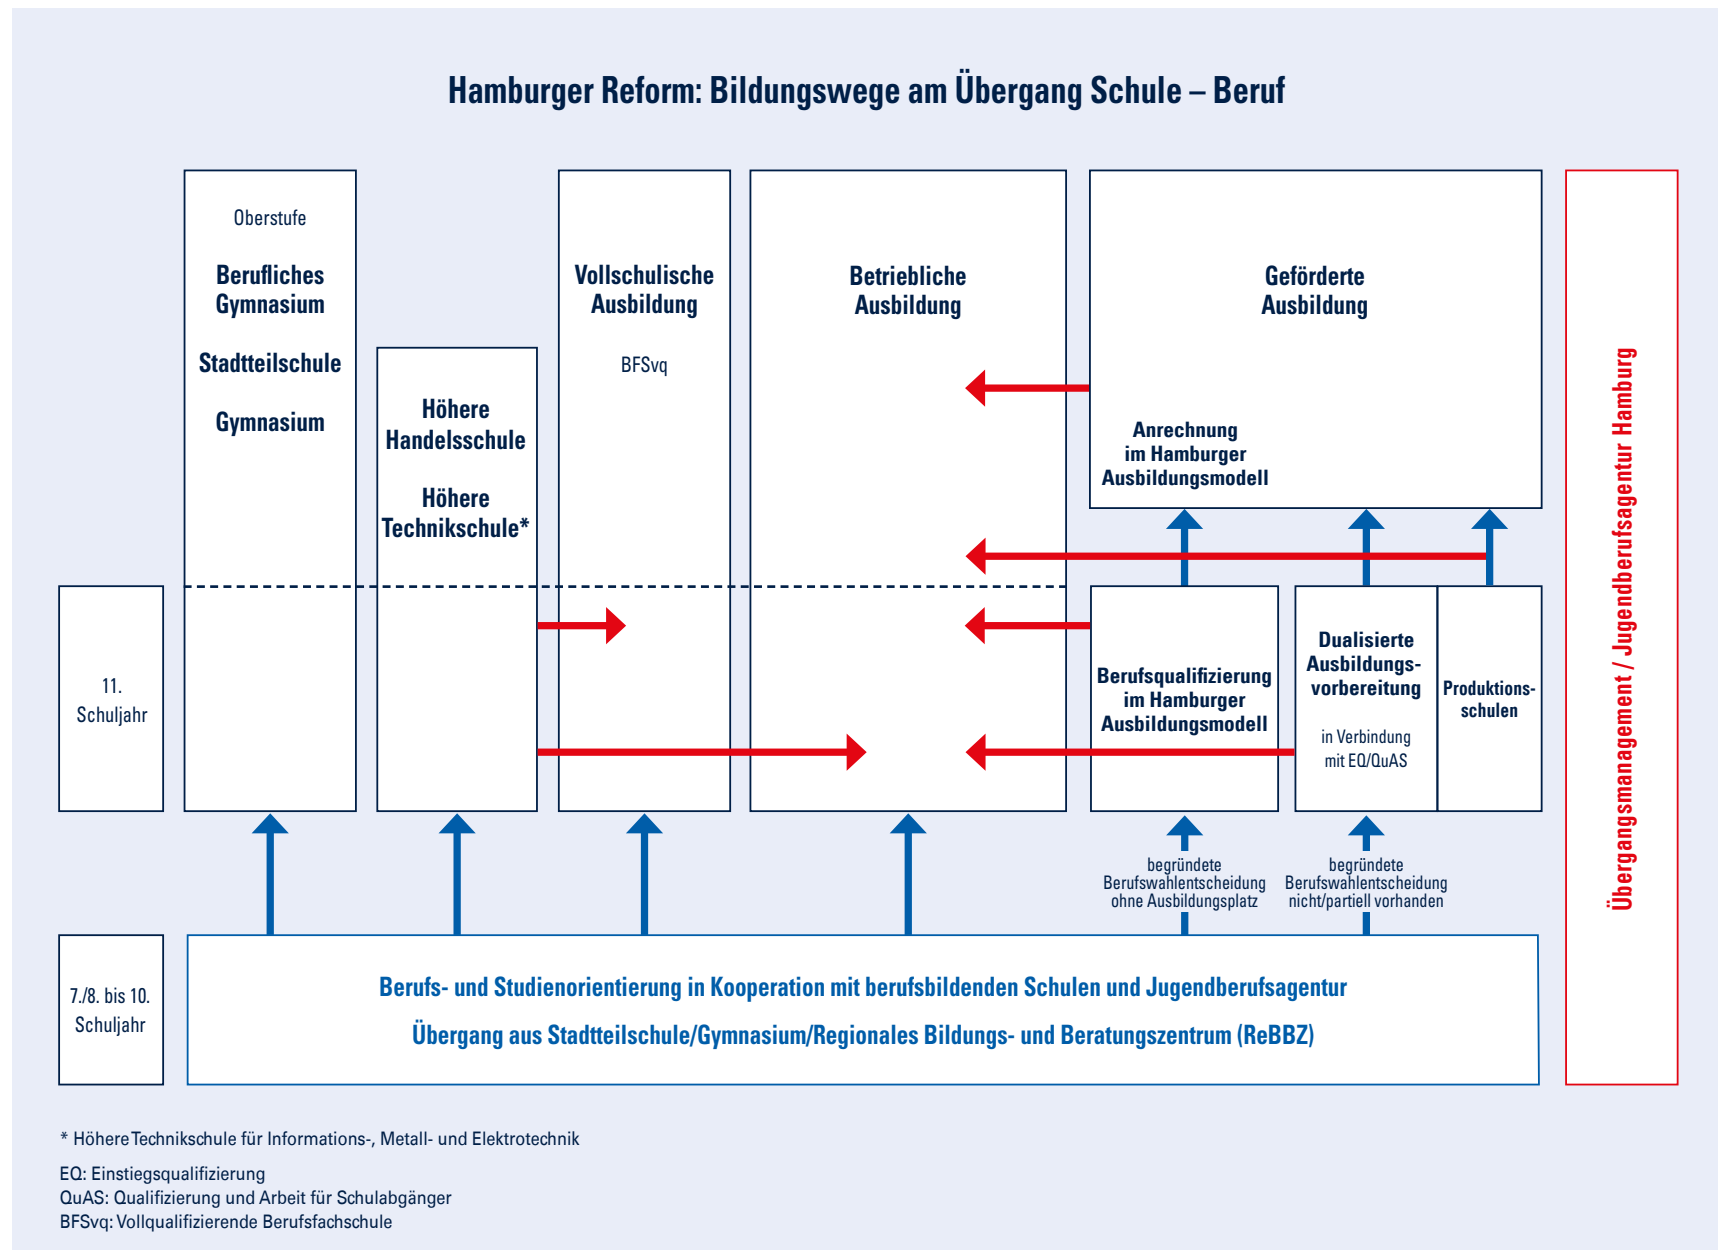 Hamburger Reform: Bildungswege am Übergang Schule – Beruf
Oberstufe
Berufliches
Gymnasium
Stadtteilschule
Gymnasium
Höhere
Handelsschule
Höhere
Technikschule*
Vollschulische
Ausbildung
BFSvq
Betriebliche
Ausbildung
Geförderte
Ausbildung
Anrechnung
im Hamburger
Ausbildungsmodell
11.
Schuljahr
Berufsqualifizierung
im Hamburger
Ausbildungsmodell
Dualisierte
Ausbildungs-
vorbereitung
in Verbindung
mit EQ/QuAS
Produktions-
schulen
begründete
Berufswahlentscheidung
ohne Ausbildungsplatz
begründete
Berufswahlentscheidung
nicht/partiell vorhanden
7./8. bis 10.
Schuljahr
Berufs- und Studienorientierung in Kooperation mit berufsbildenden Schulen und Jugendberufsagentur
Übergang aus Stadtteilschule/Gymnasium/Regionales Bildungs- und Beratungszentrum (ReBBZ)
Übergangsmanagement / Jugendberufsagentur Hamburg
* Höhere Technikschule für Informations-, Metall- und Elektrotechnik
EQ: Einstiegsqualifizierung
QuAS: Qualifizierung und Arbeit für Schulabgänger
BFSvq: Vollqualifizierende Berufsfachschule